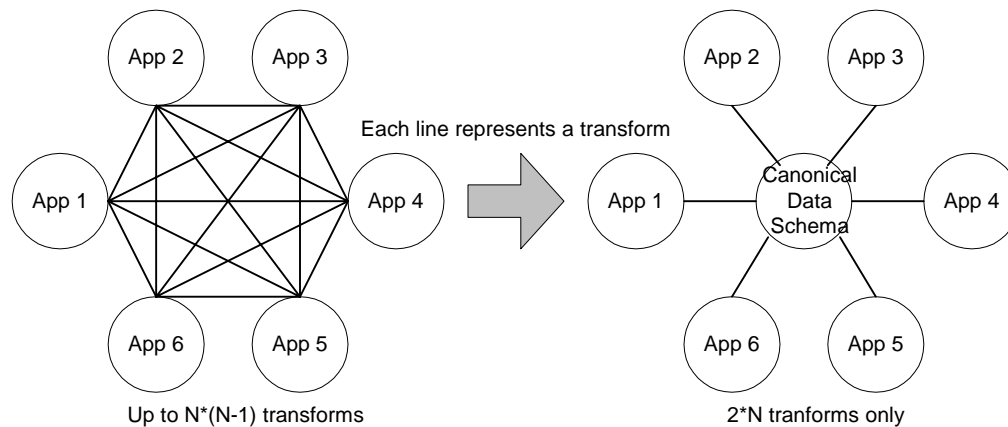 App 2
App 3
App 1
App 4
App 6
App 5
Up to N*(N-1) transforms
Each line represents a transform
App 2
App 3
App 1
Canonical
Data
Schema
App 4
App 6
App 5
2*N tranforms only